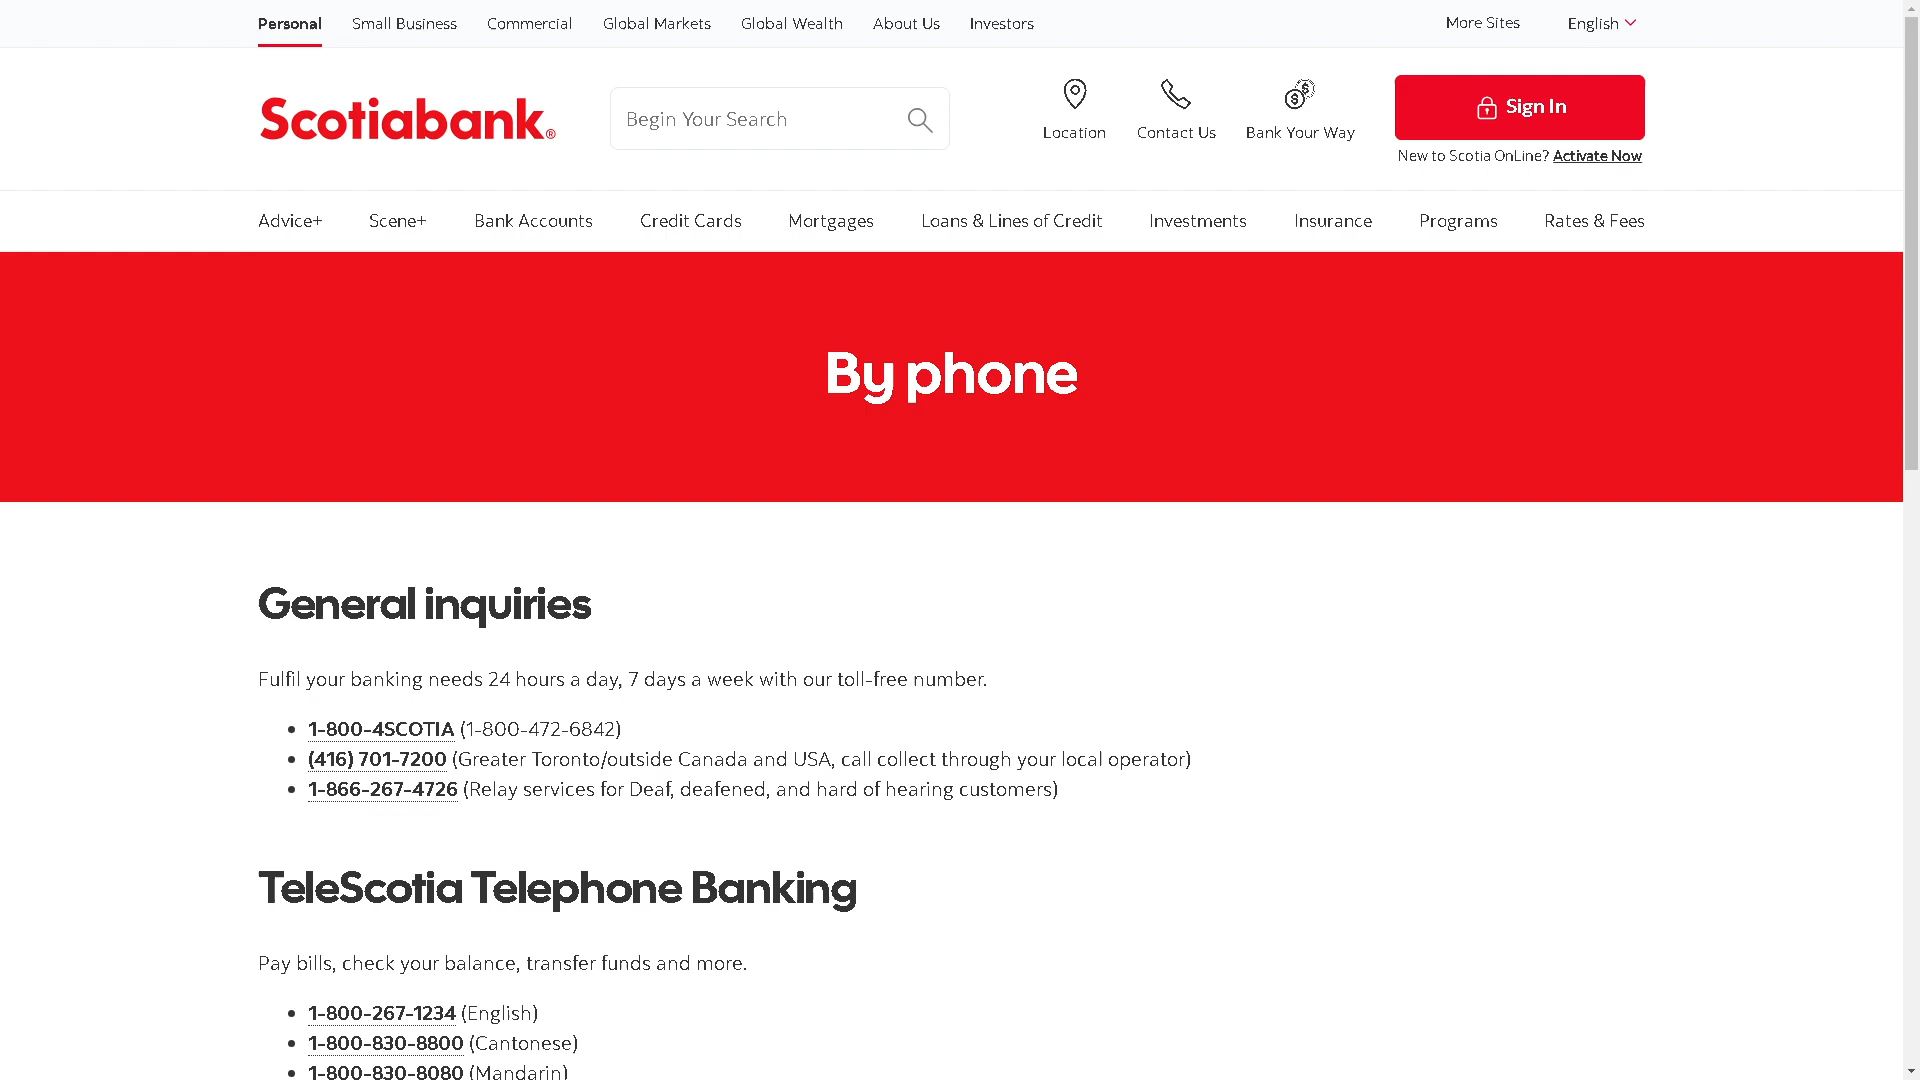 Personal Small Business Commercial Global Markets Global Wealth About Us Investors More Sites English
Scotiabank®
Begin Your Search
Location Contact Us Bank Your Way
Sign In
New to Scotia OnLine? Activate Now
Advice+ Scene+ Bank Accounts Credit Cards Mortgages Loans & Lines of Credit Investments Insurance Programs Rates & Fees
By phone
General inquiries
Fulfil your banking needs 24 hours a day, 7 days a week with our toll-free number.
• 1-800-4SCOTIA (1-800-472-6842)
• (416) 701-7200 (Greater Toronto/outside Canada and USA, call collect through your local operator)
• 1-866-267-4726 (Relay services for Deaf, deafened, and hard of hearing customers)
TeleScotia Telephone Banking
Pay bills, check your balance, transfer funds and more.
• 1-800-267-1234 (English)
• 1-800-830-8800 (Cantonese)
• 1-800-830-8080 (Mandarin)